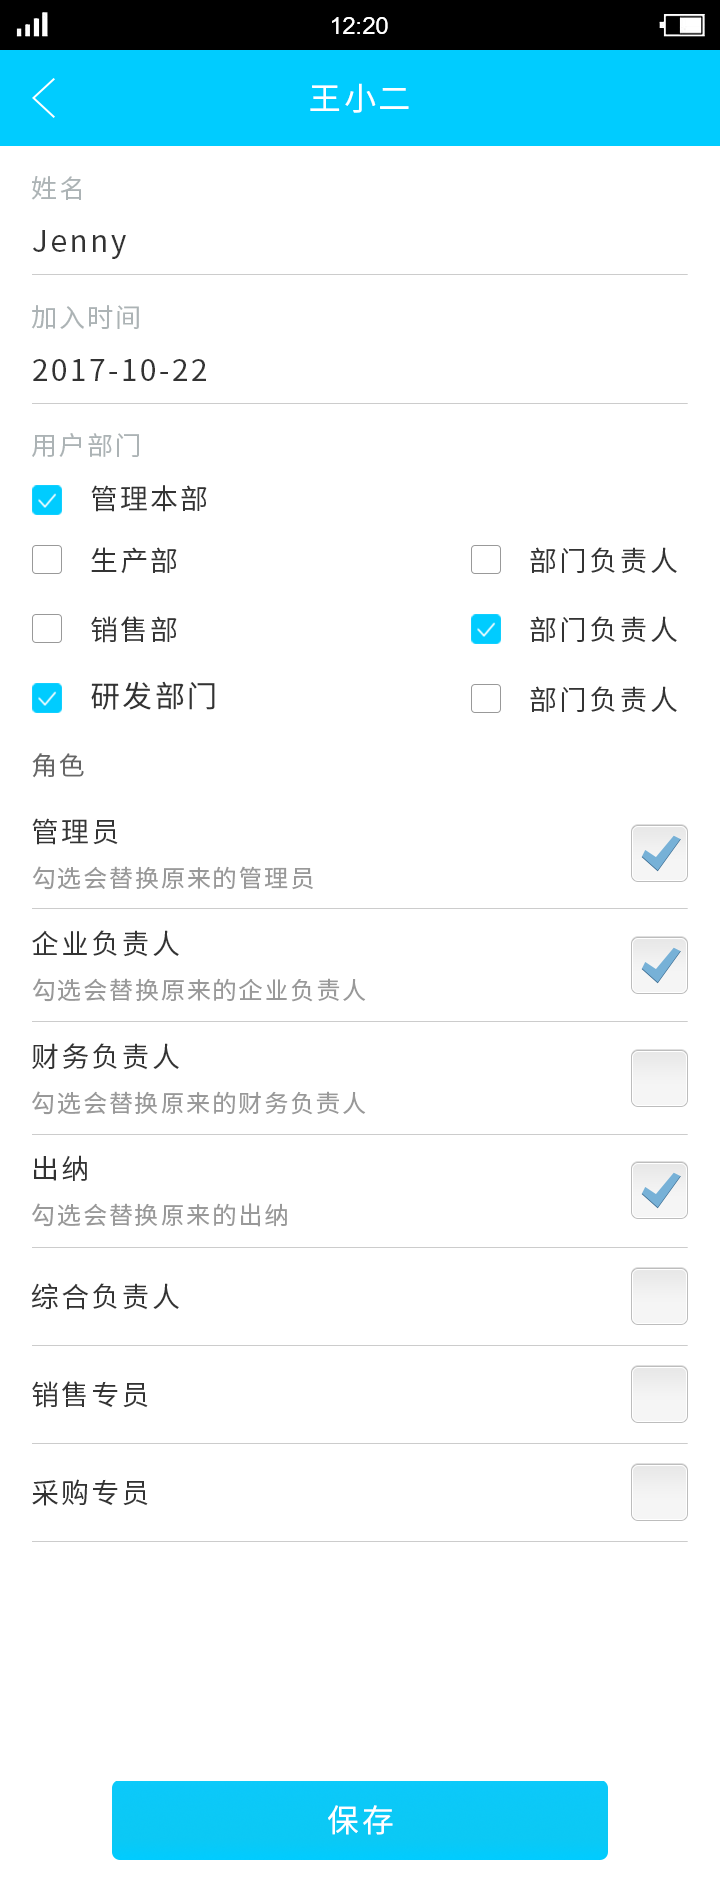 12:20
王小二
姓名
Jenny
加入时间
2017-10-22
用户部门
管理本部
生产部 部门负责人
销售部 部门负责人
研发部门 部门负责人
角色
管理员
勾选会替换原来的管理员
企业负责人
勾选会替换原来的企业负责人
财务负责人
勾选会替换原来的财务负责人
出纳
勾选会替换原来的出纳
综合负责人
销售专员
采购专员
保存